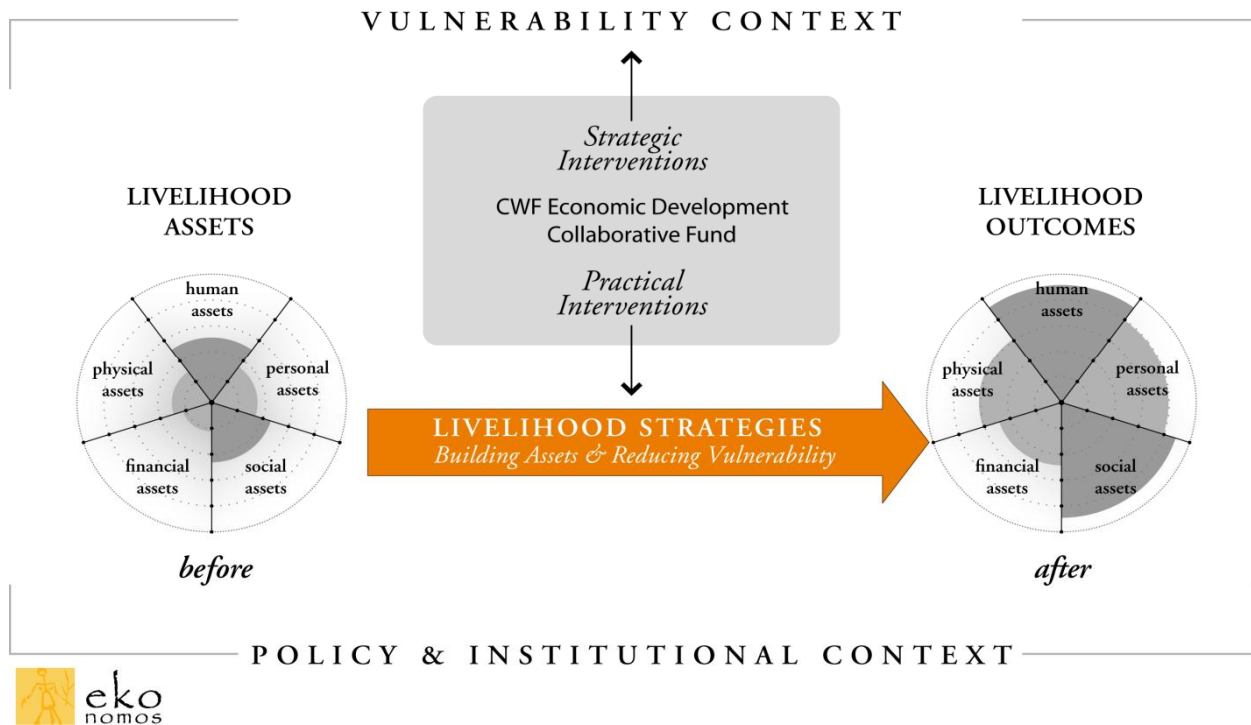 VULNERABILITY CONTEXT
Strategic
Interventions
CWF Economic Development
Collaborative Fund
Practical
Interventions
LIVELIHOOD
ASSETS
human
assets
physical
assets
personal
assets
financial
assets
social
assets
before
LIVELIHOOD STRATEGIES
Building Assets & Reducing Vulnerability
LIVELIHOOD
OUTCOMES
human
assets
physical
assets
personal
assets
financial
assets
social
assets
after
POLICY & INSTITUTIONAL CONTEXT
eko
nomos